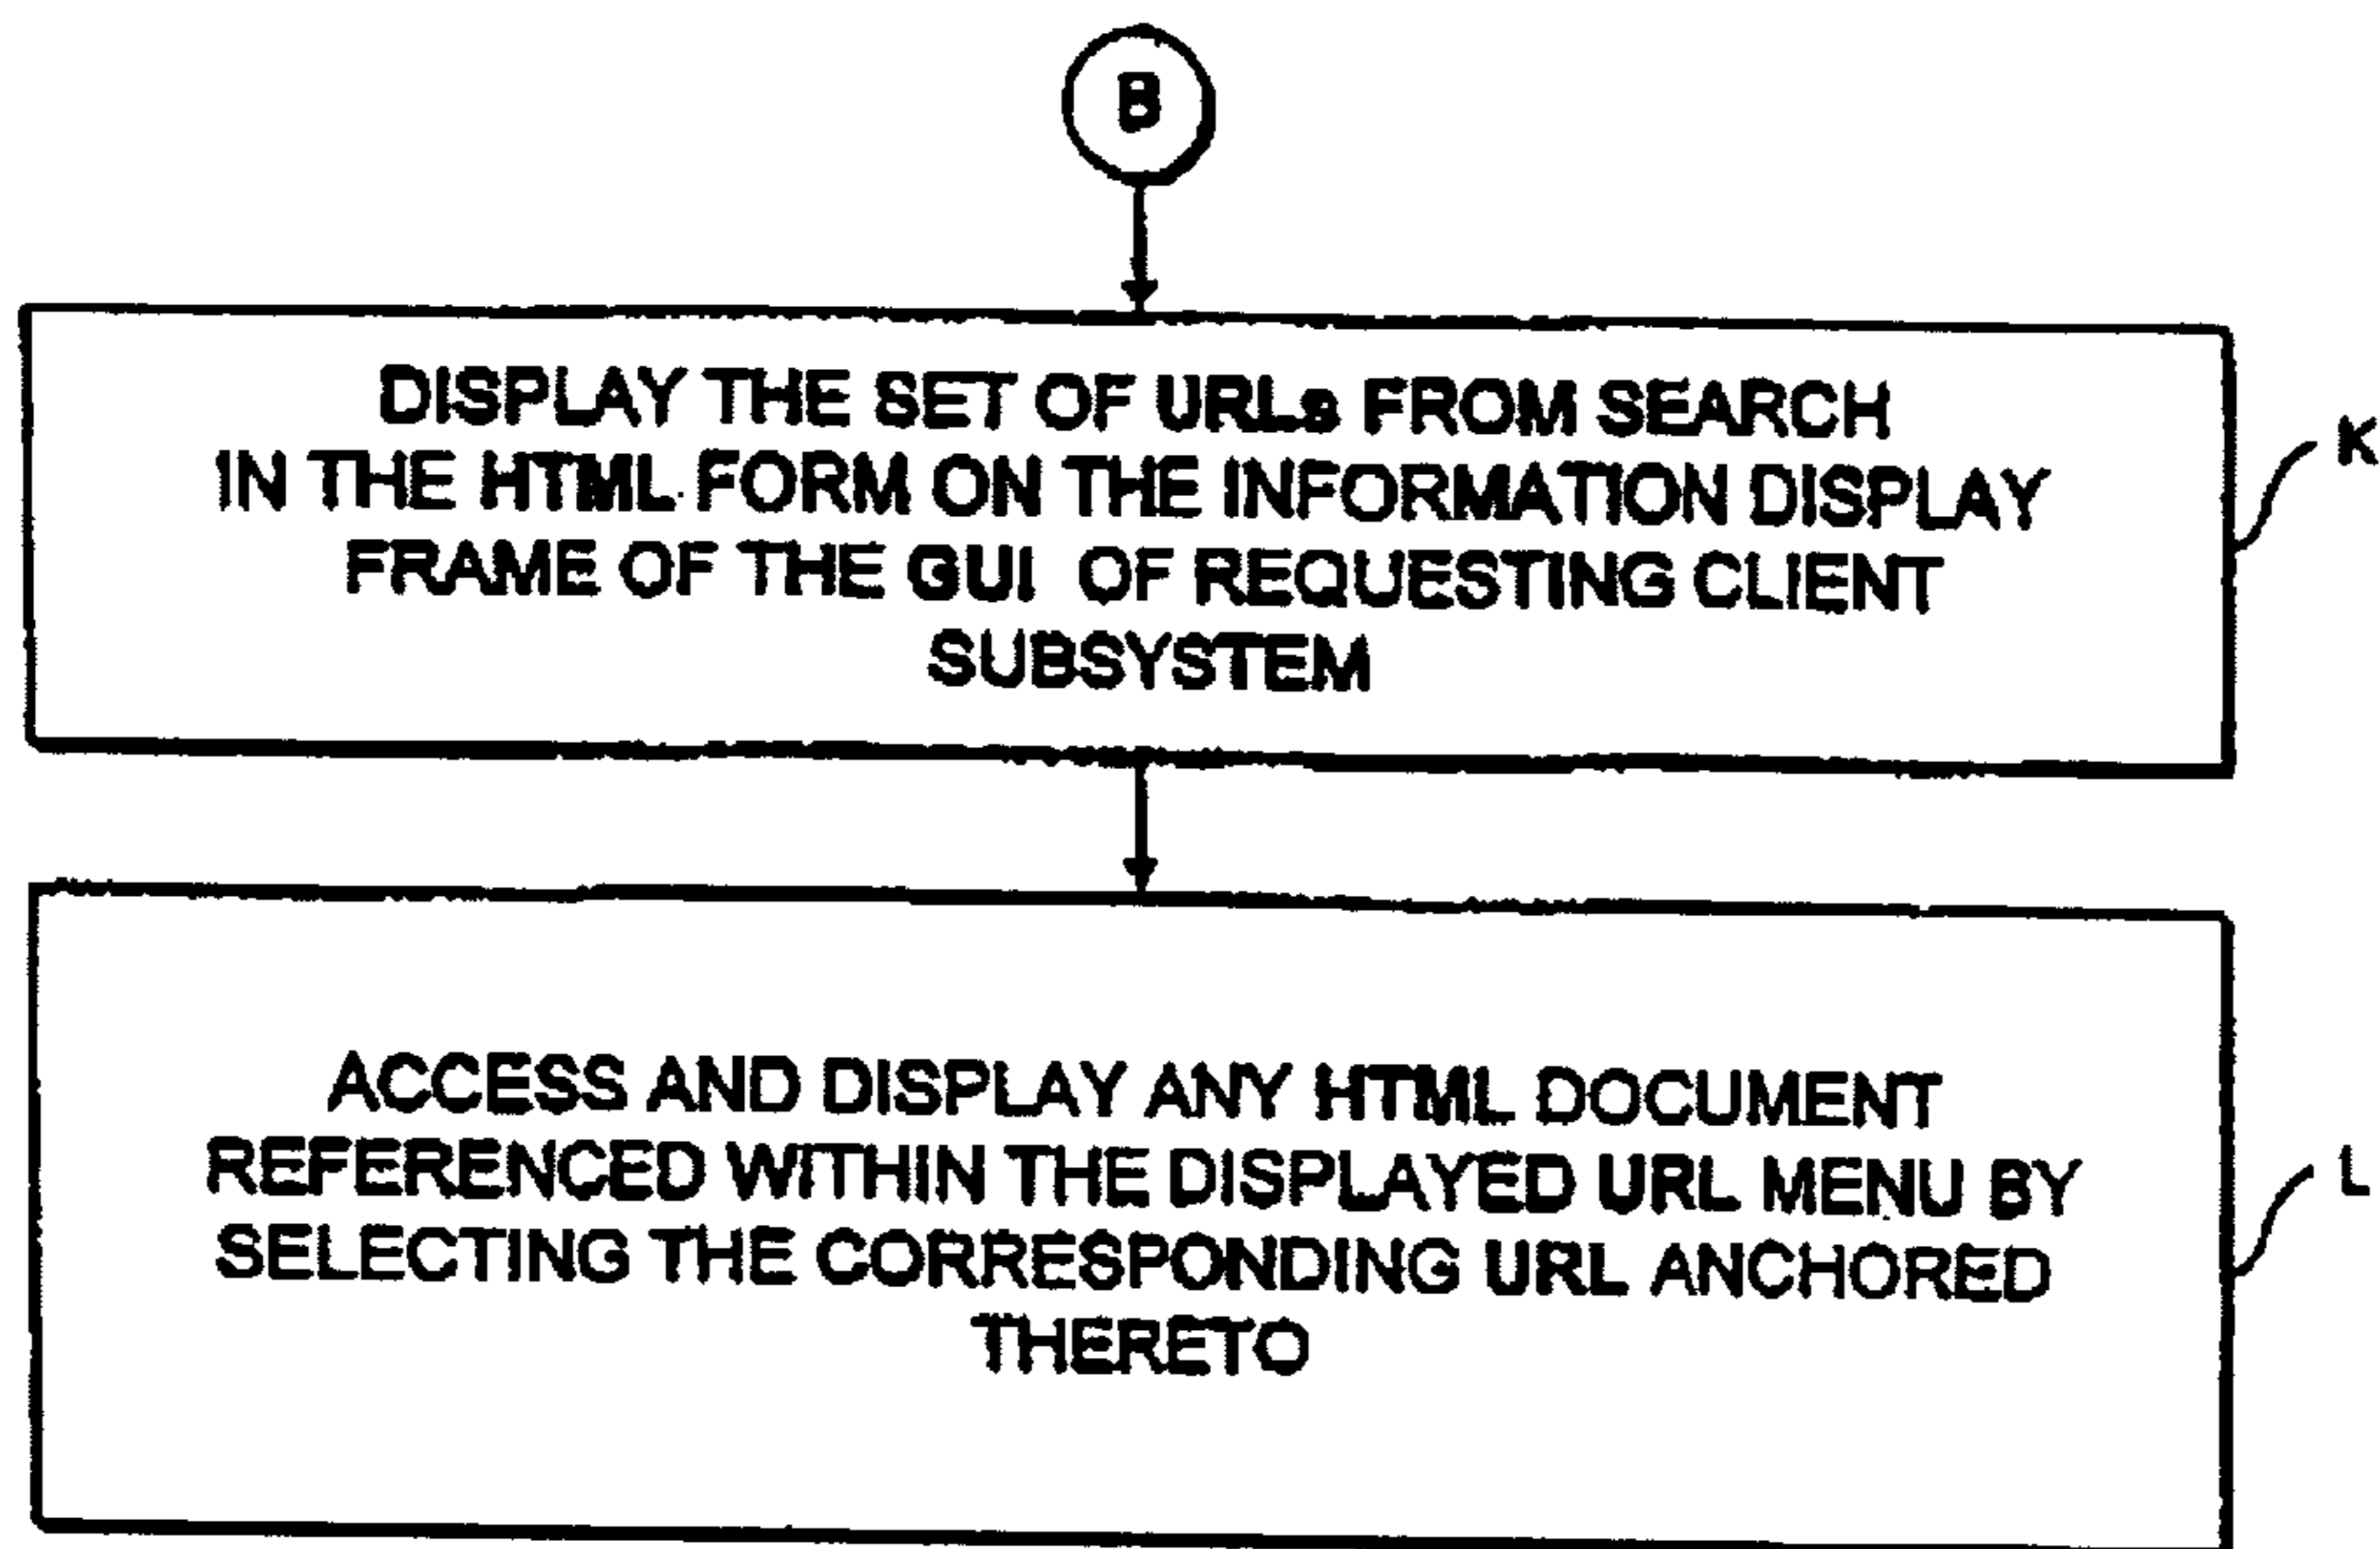 B
DISPLAY THE SET OF URLs FROM SEARCH
IN THE HTML FORM ON THE INFORMATION DISPLAY
FRAME OF THE GUI OF REQUESTING CLIENT
SUBSYSTEM
K
ACCESS AND DISPLAY ANY HTML DOCUMENT
REFERENCED WITHIN THE DISPLAYED URL MENU BY
SELECTING THE CORRESPONDING URL ANCHORED
THERETO
L